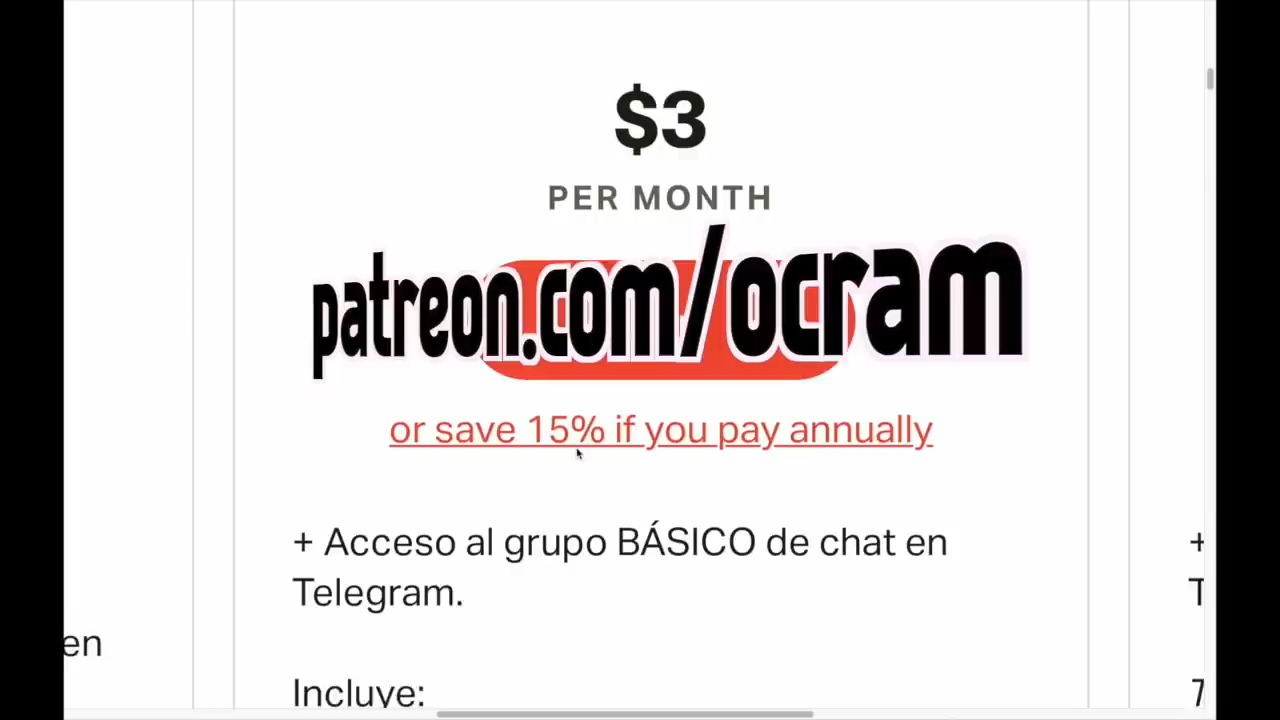 $3
PER MONTH
patreon.com/ocram
or save 15% if you pay annually
+ Acceso al grupo BÁSICO de chat en
Telegram.
en
Incluye:
+
T
7